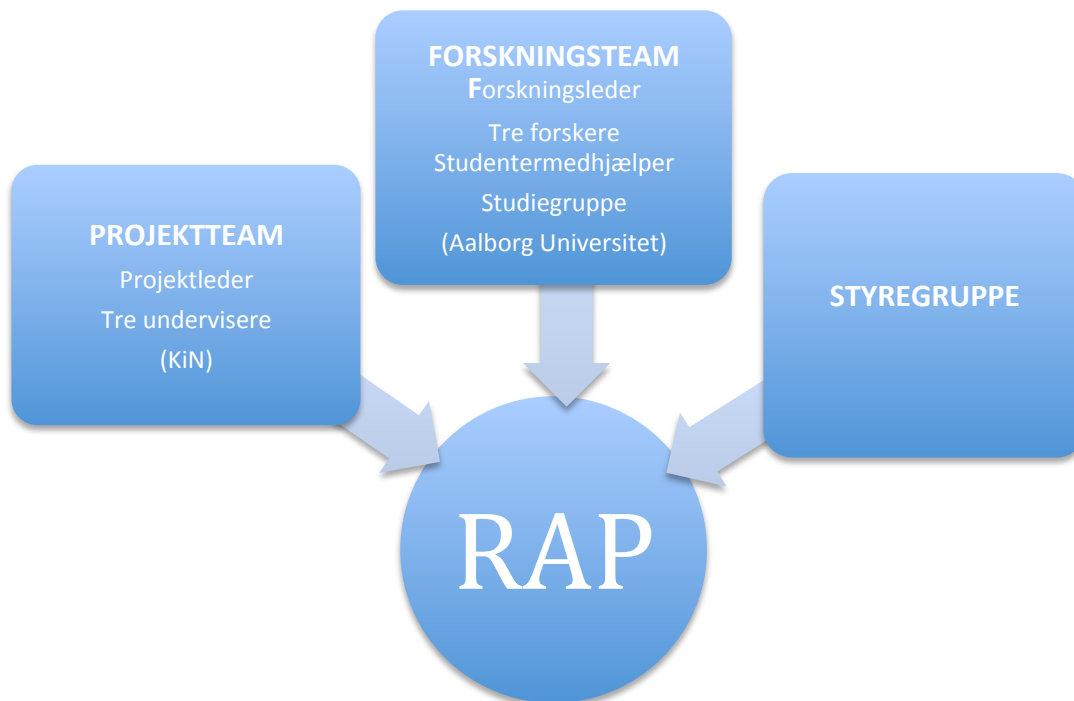 PROJEKTTEAM
Projektleder
Tre undervisere
(KiN)
FORSKNINGSTEAM
Forskningsleder
Tre forskere
Studentermedhjælper
Studiegruppe
(Aalborg Universitet)
STYREGRUPPE
RAP